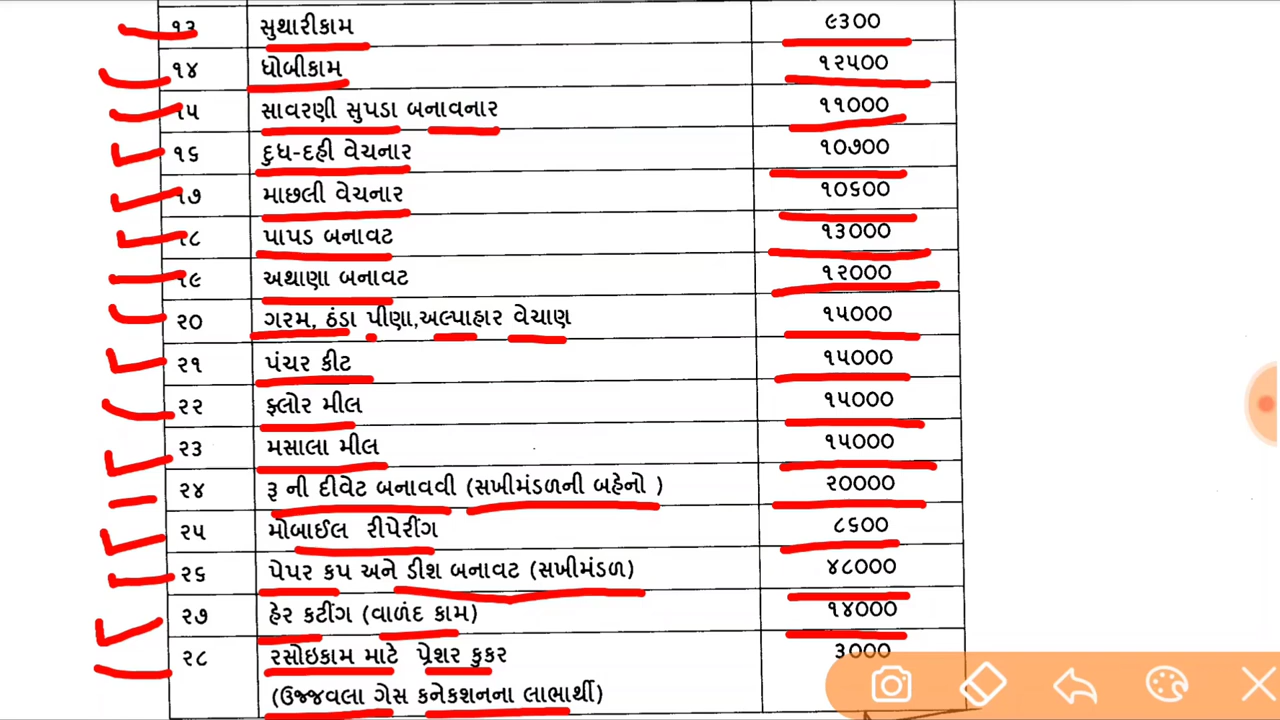 ૧૩ સુથારીકામ ૯૩૦૦
૧૪ ધોબીકામ ૧૨૫૦૦
૧૫ સાવરણી સુપડા બનાવનાર ૧૧૦૦૦
૧૬ દુધ-દહી વેચનાર ૧૦૭૦૦
૧૭ માછલી વેચનાર ૧૦૬૦૦
૧૮ પાપડ બનાવટ ૧૩૦૦૦
૧૯ અથાણા બનાવટ ૧૨૦૦૦
૨૦ ગરમ, ઠંડા પીણા,અલ્પાહાર વેચાણ ૧૫૦૦૦
૨૧ પંચર કીટ ૧૫૦૦૦
૨૨ ફ્લોર મીલ ૧૫૦૦૦
૨૩ મસાલા મીલ ૧૫૦૦૦
૨૪ રૂ ની દીવેટ બનાવવી (સખીમંડળની બહેનો ) ૨૦૦૦૦
૨૫ મોબાઈલ રીપેરીંગ ૮૬૦૦
૨૬ પેપર કપ અને ડીશ બનાવટ (સખીમંડળ) ૪૮૦૦૦
૨૭ હેર કટીંગ (વાળંદ કામ) ૧૪૦૦૦
૨૮ રસોઇકામ માટે પ્રેશર કુકર ૩૦૦૦
(ઉજ્જવલા ગેસ કનેકશનના લાભાર્થી)